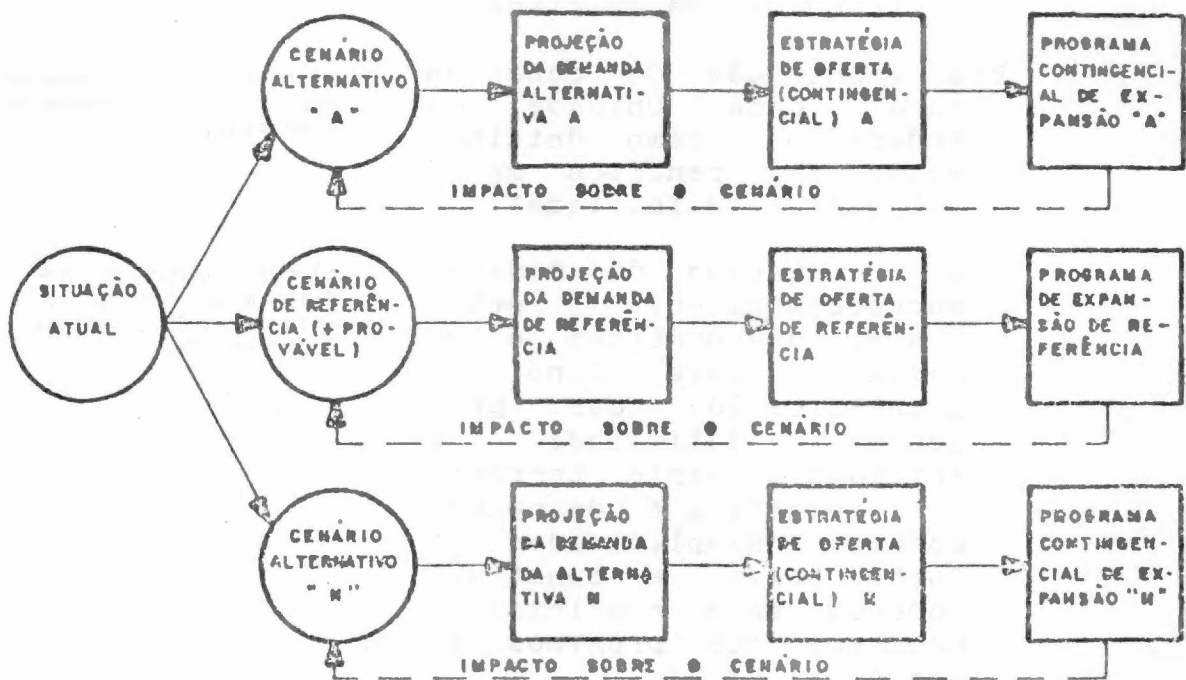 CENÁRIO
ALTERNATIVO
"A"
PROJEÇÃO
DA DEMANDA
ALTERNATI-
VA A
ESTRATÉGIA
DE OFERTA
(CONTINGEN-
CIAL) A
PROGRAMA
CONTINGENCI-
AL DE EX-
PANSÃO "A"
IMPACTO SOBRE O CENÁRIO
SITUAÇÃO
ATUAL
CENÁRIO
DE REFERÊN-
CIA (+ PRO-
VÁVEL)
PROJEÇÃO
DA DEMANDA
DE REFERÊN-
CIA
ESTRATÉGIA
DE OFERTA
DE REFERÊN-
CIA
PROGRAMA
DE EXPAN-
SÃO DE RE-
FERÊNCIA
IMPACTO SOBRE O CENÁRIO
CENÁRIO
ALTERNATIVO
"N"
PROJEÇÃO
DA DEMANDA
DA ALTERNA
TIVA N
ESTRATÉGIA
DE OFERTA
(CONTINGEN-
CIAL) N
PROGRAMA
CONTINGEN-
CIAL DE EX-
PANSÃO "N"
IMPACTO SOBRE O CENÁRIO